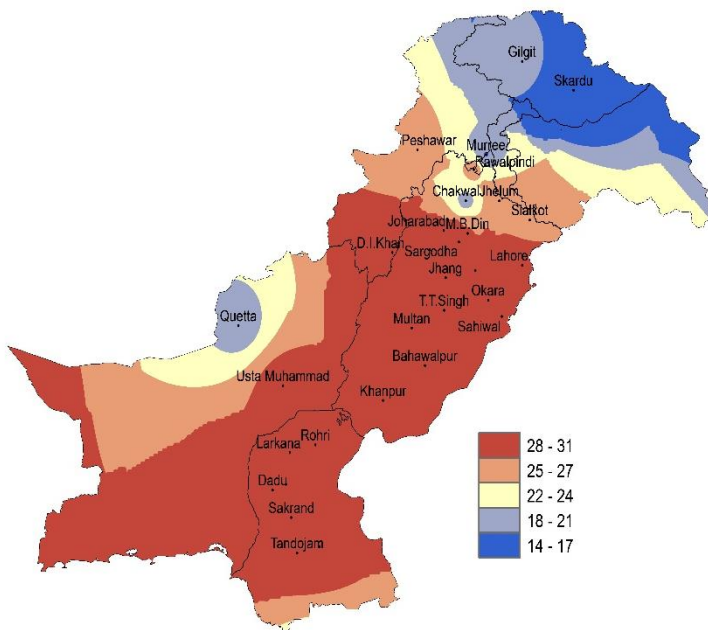 Gilgit
Skardu
Peshawar
Murree
Rawalpindi
Chakwal
Jhelum
Sialkot
Joharabad
M.B.Din
D.I.Khan
Sargodha
Lahore
Jhang
Okara
T.T.Singh
Quetta
Multan
Sahiwal
Bahawalpur
Usta Muhammad
Khanpur
Rohri
Larkana
Dadu
Sakrand
Tandojam
28 - 31
25 - 27
22 - 24
18 - 21
14 - 17